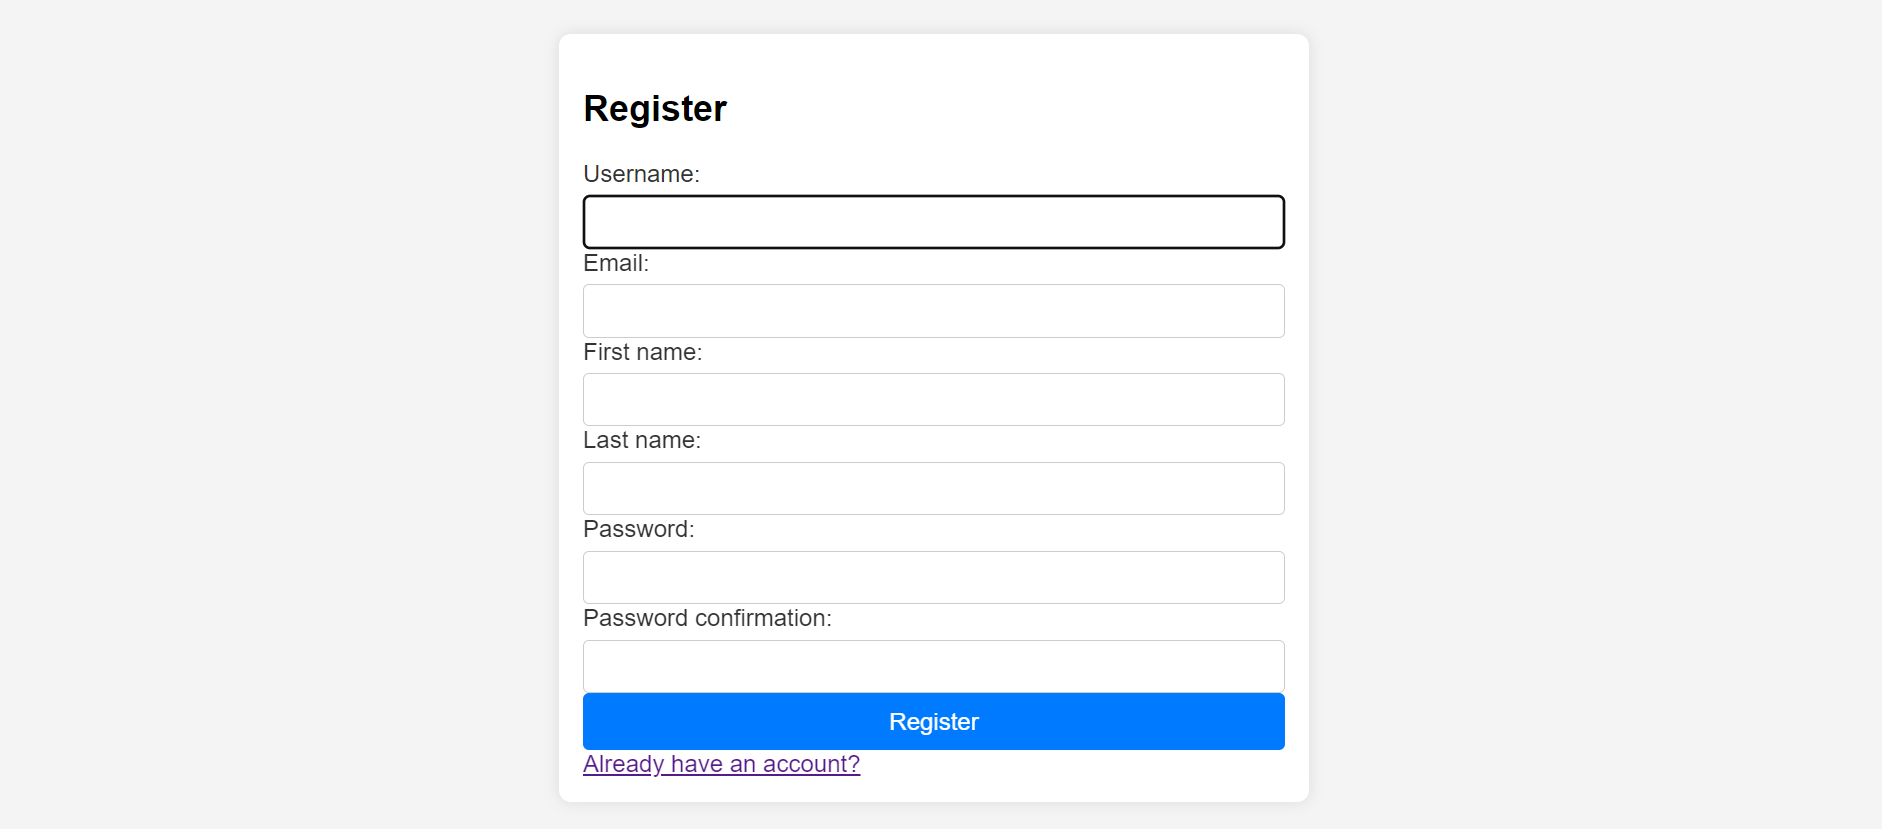 Register
Username:
Email:
First name:
Last name:
Password:
Password confirmation:
Register
Already have an account?